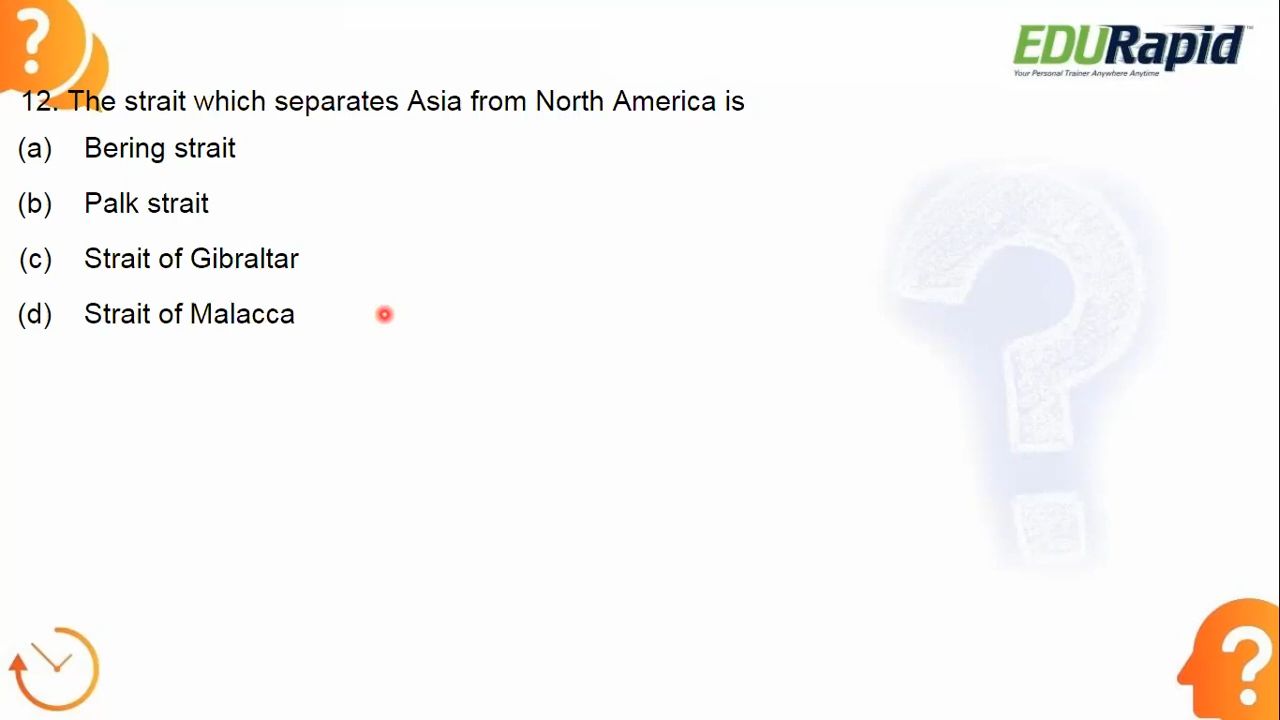 EDURapid™
Your Personal Trainer Anywhere Anytime
12. The strait which separates Asia from North America is
(a) Bering strait
(b) Palk strait
(c) Strait of Gibraltar
(d) Strait of Malacca